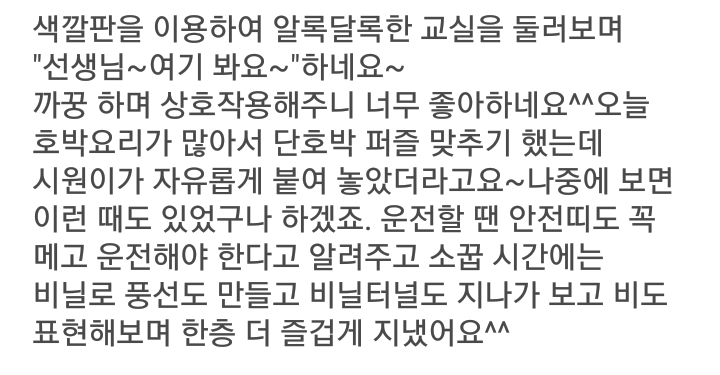 색깔판을 이용하여 알록달록한 교실을 둘러보며
"선생님~여기 봐요~"하네요~
까꿍 하며 상호작용해주니 너무 좋아하네요^^오늘
호박요리가 많아서 단호박 퍼즐 맞추기 했는데
시원이가 자유롭게 붙여 놓았더라고요~나중에 보면
이런 때도 있었구나 하겠죠. 운전할 땐 안전띠도 꼭
메고 운전해야 한다고 알려주고 소꿉 시간에는
비닐로 풍선도 만들고 비닐터널도 지나가 보고 비도
표현해보며 한층 더 즐겁게 지냈어요^^